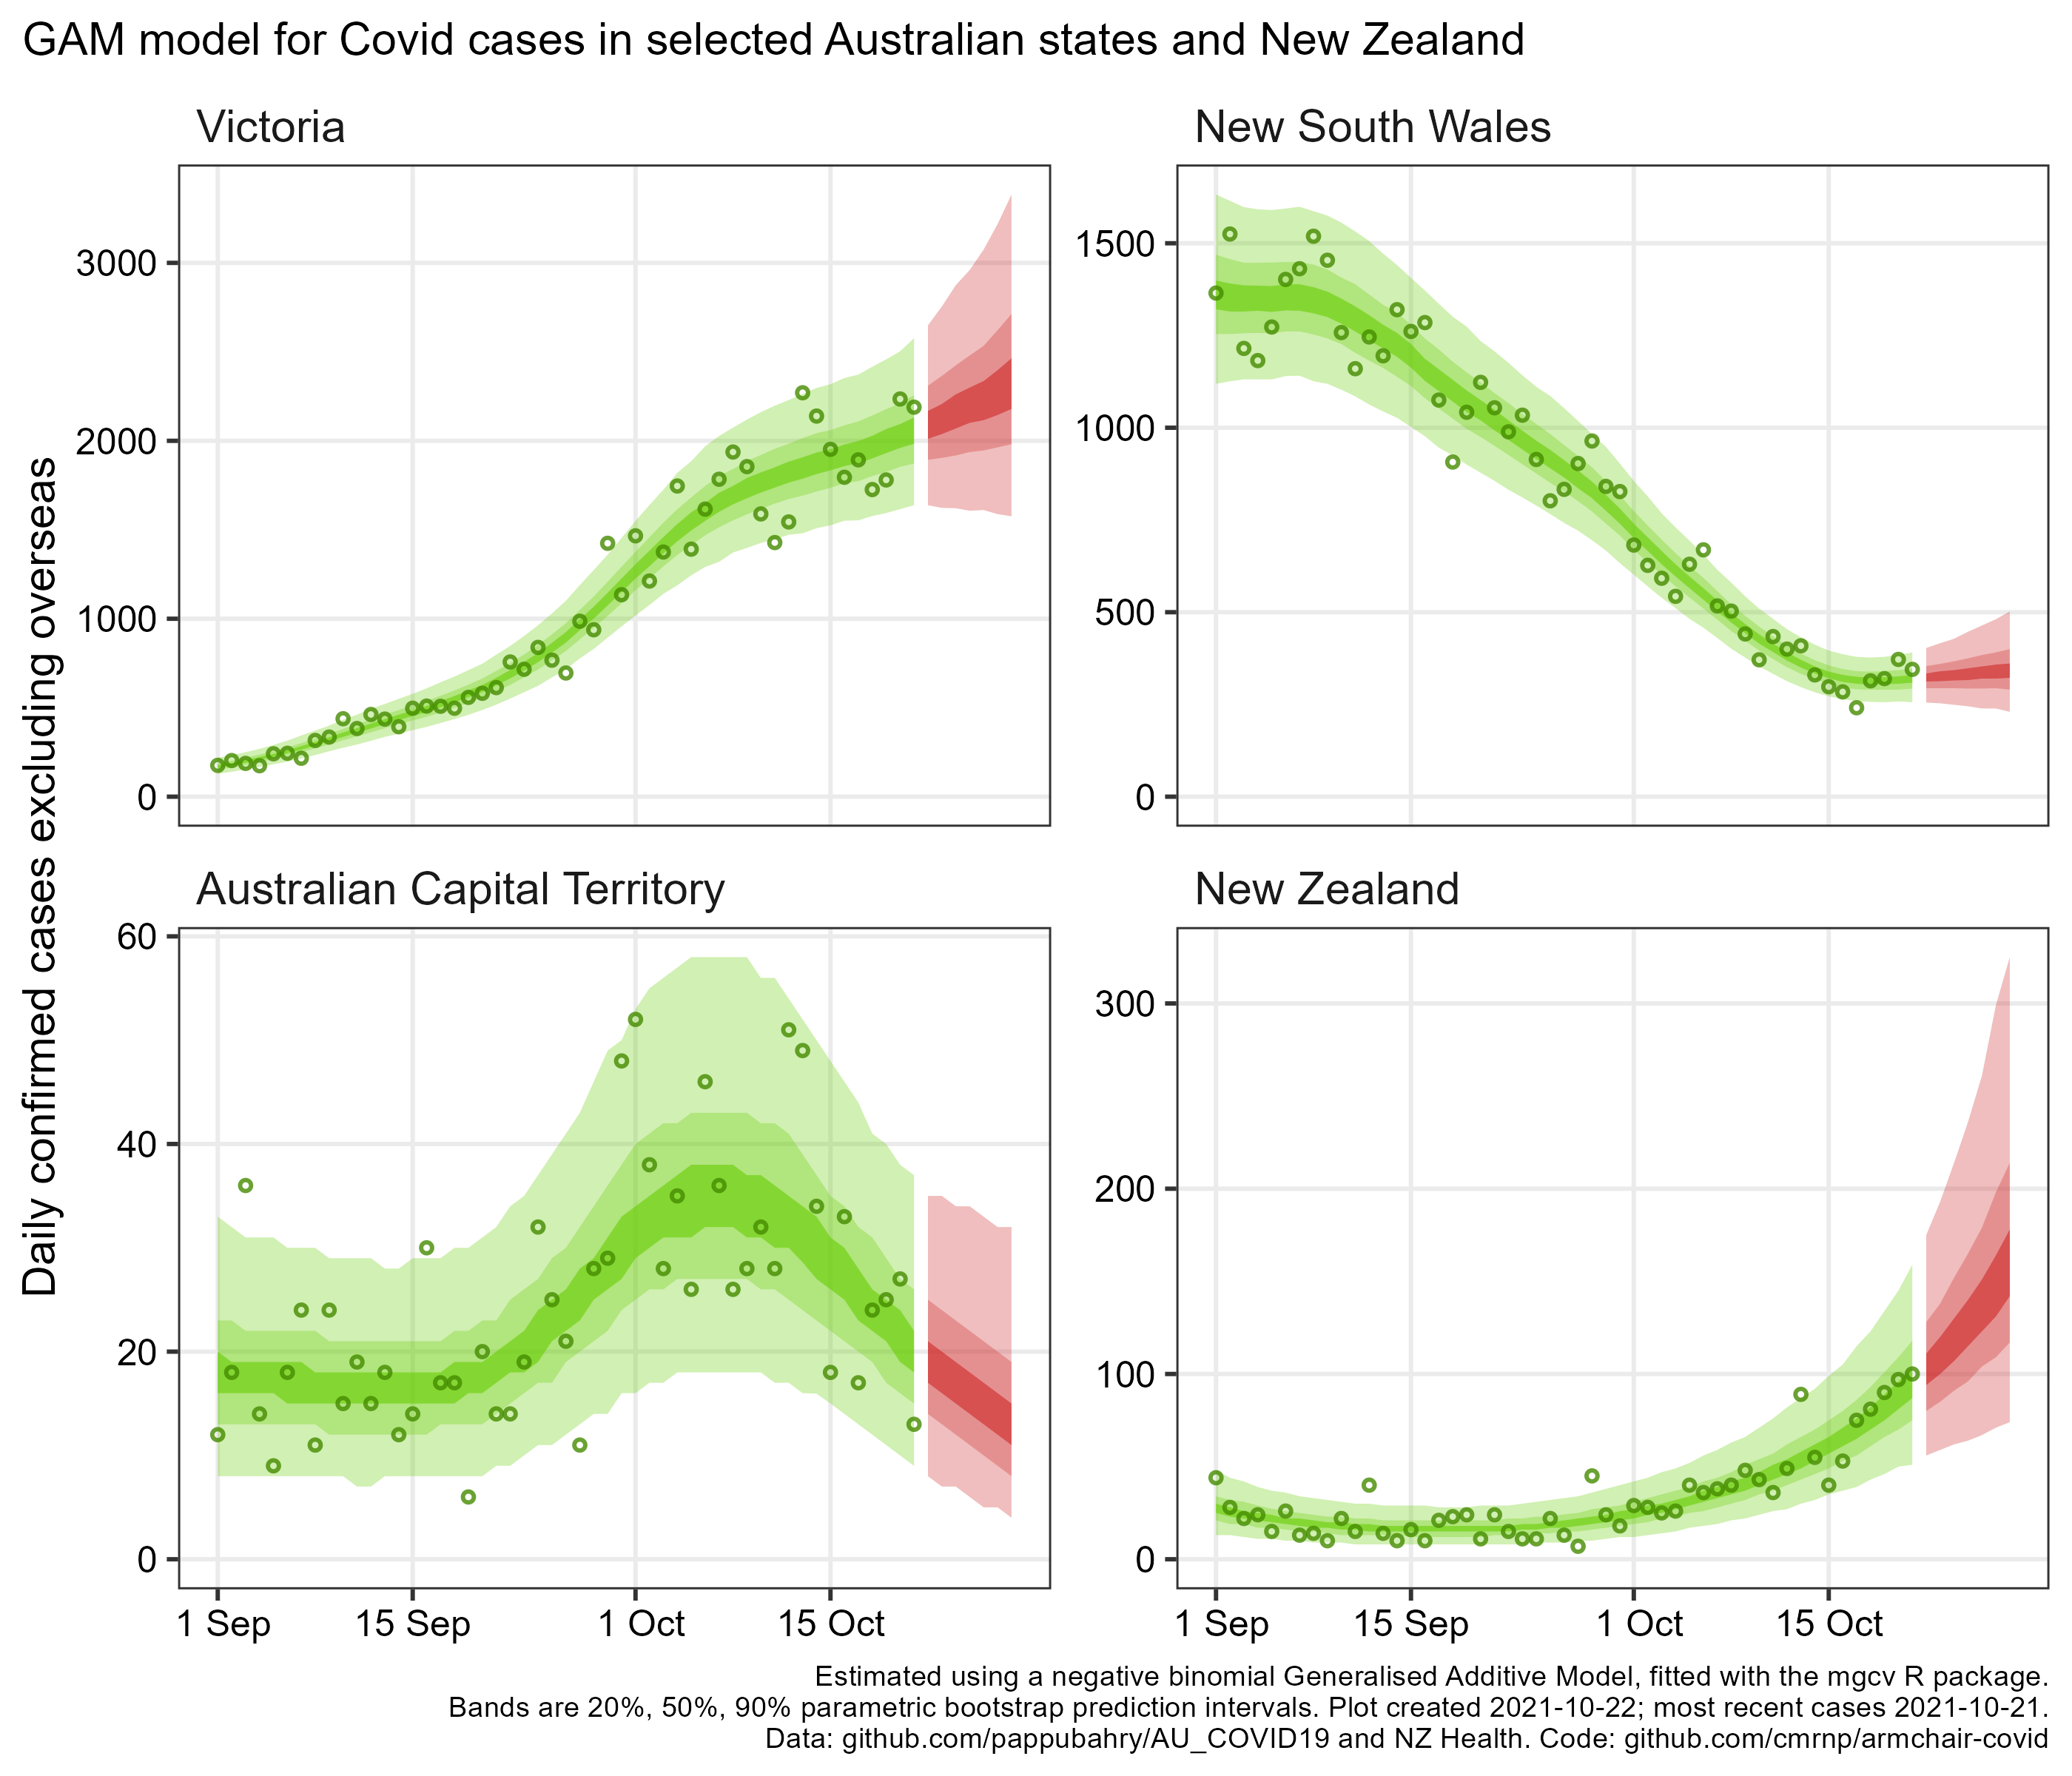 GAM model for Covid cases in selected Australian states and New Zealand
Daily confirmed cases excluding overseas
Victoria
3000
2000
1000
0
New South Wales
1500
1000
500
0
Australian Capital Territory
60
40
20
0
1 Sep 15 Sep 1 Oct 15 Oct
New Zealand
300
200
100
0
1 Sep 15 Sep 1 Oct 15 Oct
Estimated using a negative binomial Generalised Additive Model, fitted with the mgcv R package.
Bands are 20%, 50%, 90% parametric bootstrap prediction intervals. Plot created 2021-10-22; most recent cases 2021-10-21.
Data: github.com/pappubahry/AU_COVID19 and NZ Health. Code: github.com/cmrnp/armchair-covid